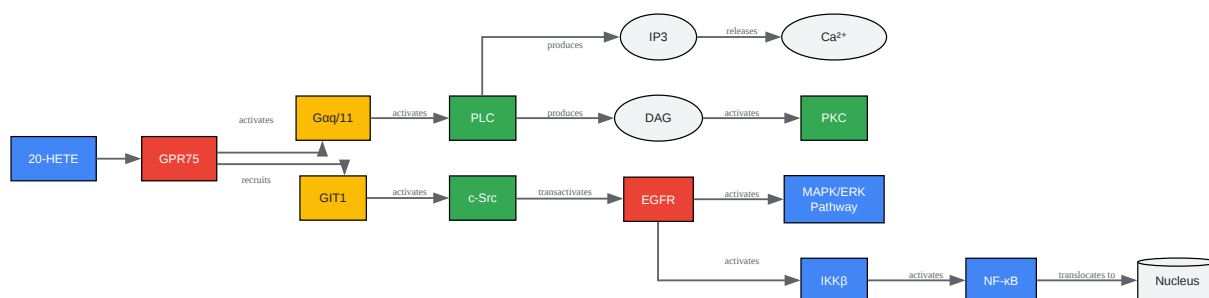 IP3
releases
Ca²⁺
produces
activates
Gαq/11
activates
PLC
produces
DAG
activates
PKC
20-HETE
GPR75
recruits
GIT1
activates
c-Src
transactivates
EGFR
activates
MAPK/ERK
Pathway
activates
IKKβ
activates
NF-κB
translocates to
Nucleus